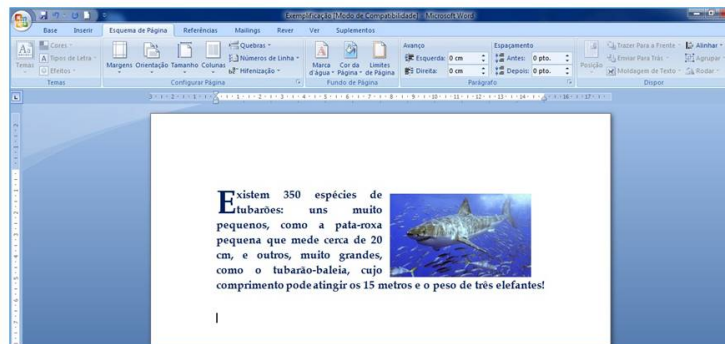 Exemplificação [Modo de Compatibilidade] - Microsoft Word
Base Inserir Esquema de Página Referências Mailings Rever Ver Suplementos
Aa Cores Quebras Avanço Espaçamento Trazer Para a Frente Alinhar
A Tipos de Letra Números de Linha Esquerda: 0 cm Antes: 0 pto. Enviar Para Trás Agrupar
Temas Efeitos Margens Orientação Tamanho Colunas Hifenização Marca d'água Cor da Página Limites de Página Direita: 0 cm Depois: 0 pto. Posição Moldagem de Texto Rodar
Temas Configurar Página Fundo de Página Parágrafo Dispor
Existem 350 espécies de
tubarões: uns muito
pequenos, como a pata-roxa
pequena que mede cerca de 20
cm, e outros, muito grandes,
como o tubarão-baleia, cujo
comprimento pode atingir os 15 metros e o peso de três elefantes!